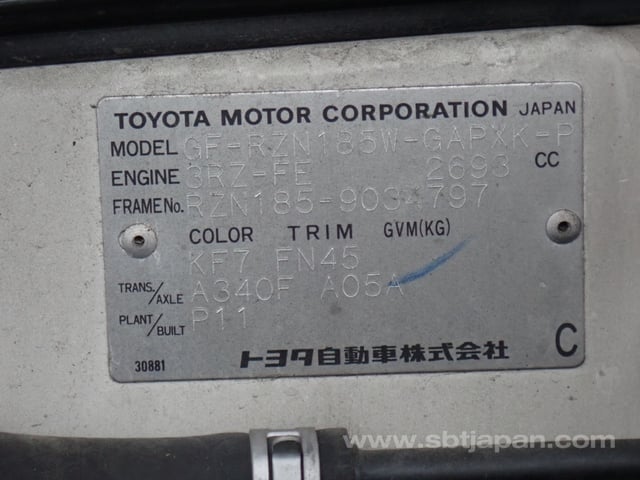 TOYOTA MOTOR CORPORATION JAPAN
MODEL GF-RZN185W-GAPXK-P
ENGINE 3RZ-FE 2693 CC
FRAME No. RZN185-9034797
COLOR TRIM GVM(KG)
KF7 FN45
TRANS./AXLE A340F A05A
PLANT/BUILT P11
30881 トヨタ自動車株式会社 C
www.sbtjapan.com